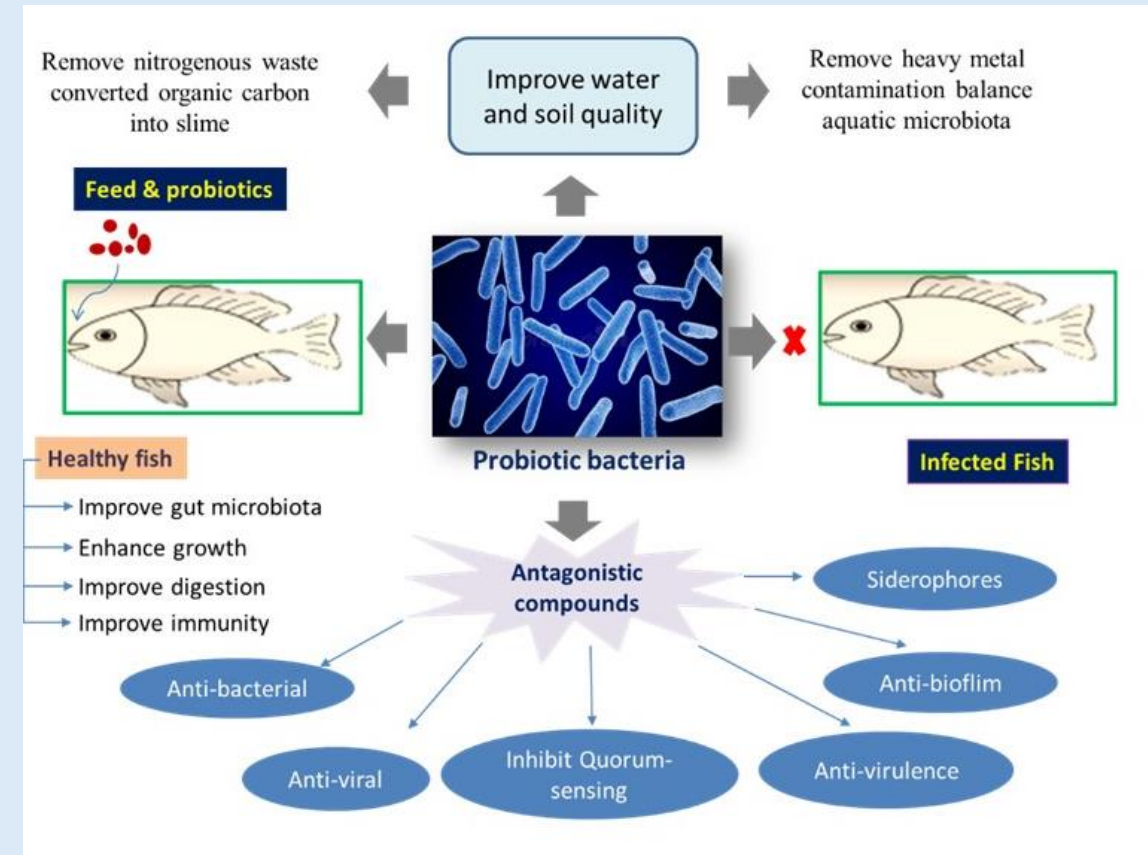 Remove nitrogenous waste
converted organic carbon
into slime
Improve water
and soil quality
Remove heavy metal
contamination balance
aquatic microbiota
Feed & probiotics
Probiotic bacteria
Infected Fish
Healthy fish
Improve gut microbiota
Enhance growth
Improve digestion
Improve immunity
Antagonistic
compounds
Siderophores
Anti-bioflim
Anti-virulence
Inhibit Quorum-
sensing
Anti-viral
Anti-bacterial